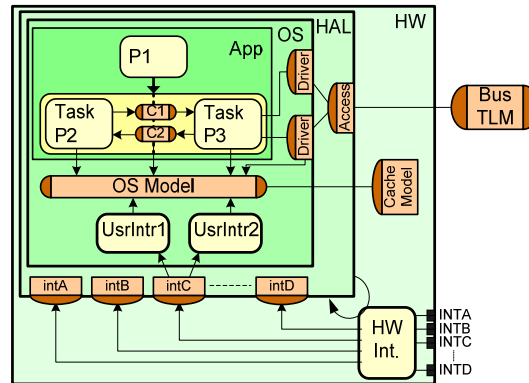 HW
HAL
OS
App
P1
Driver
Task
P2
C1
C2
Task
P3
Driver
Access
Bus
TLM
OS Model
Cache
Model
UsrIntr1
UsrIntr2
intA
intB
intC
intD
HW
Int.
INTA
INTB
INTC
INTD